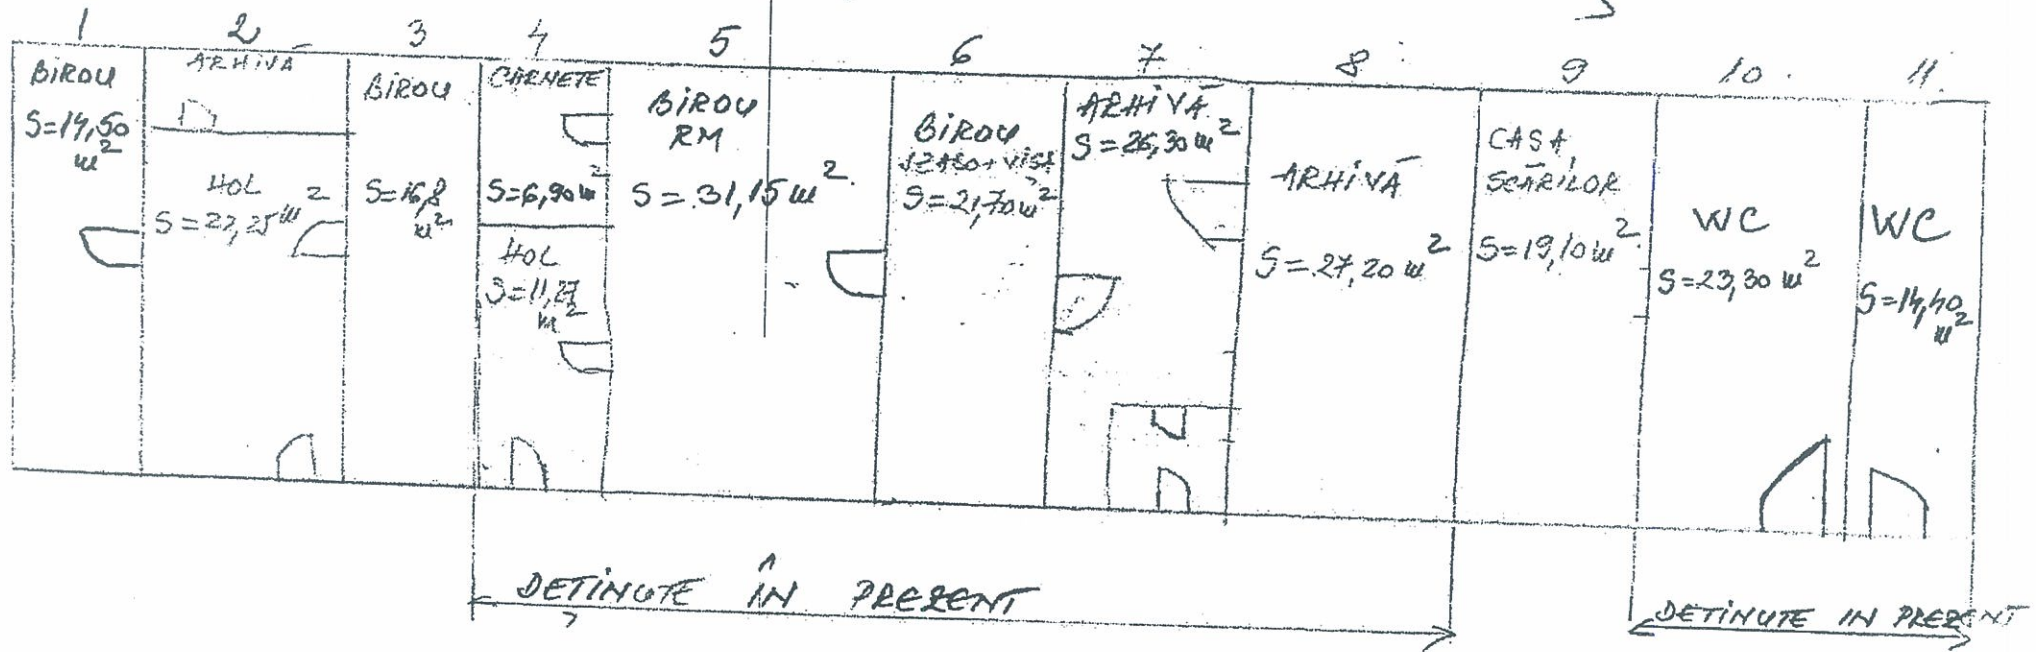 1 2 3 4 5 6 7 8 9 10 11
BIROU
S=14,50
m²
ARHIVĂ
HOL
S=23,25 m²
BIROU
S=16,8
m²
CARNETE
S=6,90 m²
HOL
S=11,27
m²
BIROU
RM
S=31,15 m²
BIROU
S=21,70 m²
ARHIVĂ
S=26,30 m²
ARHIVĂ
S=27,20 m²
CASA
SCĂRILOR
S=19,10 m²
WC
S=23,30 m²
WC
S=14,40
m²
DEȚINUTE ÎN PREZENT
DETINUTE IN PREZENT